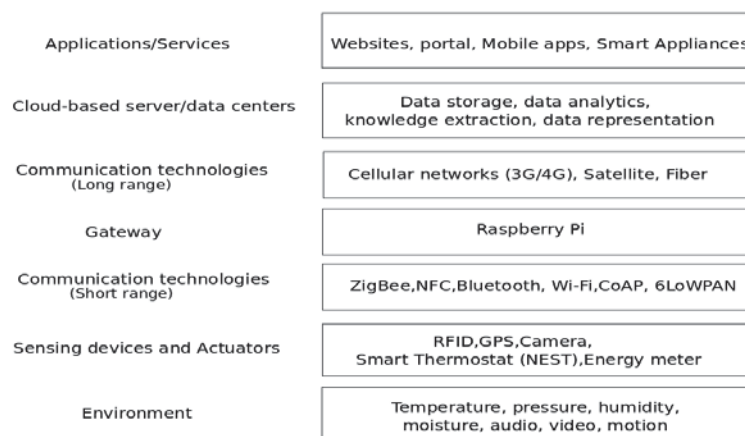 Applications/Services
Websites, portal, Mobile apps, Smart Appliances
Cloud-based server/data centers
Data storage, data analytics,
knowledge extraction, data representation
Communication technologies
(Long range)
Cellular networks (3G/4G), Satellite, Fiber
Gateway
Raspberry Pi
Communication technologies
(Short range)
ZigBee,NFC,Bluetooth, Wi-Fi,CoAP, 6LoWPAN
Sensing devices and Actuators
RFID,GPS,Camera,
Smart Thermostat (NEST),Energy meter
Environment
Temperature, pressure, humidity,
moisture, audio, video, motion